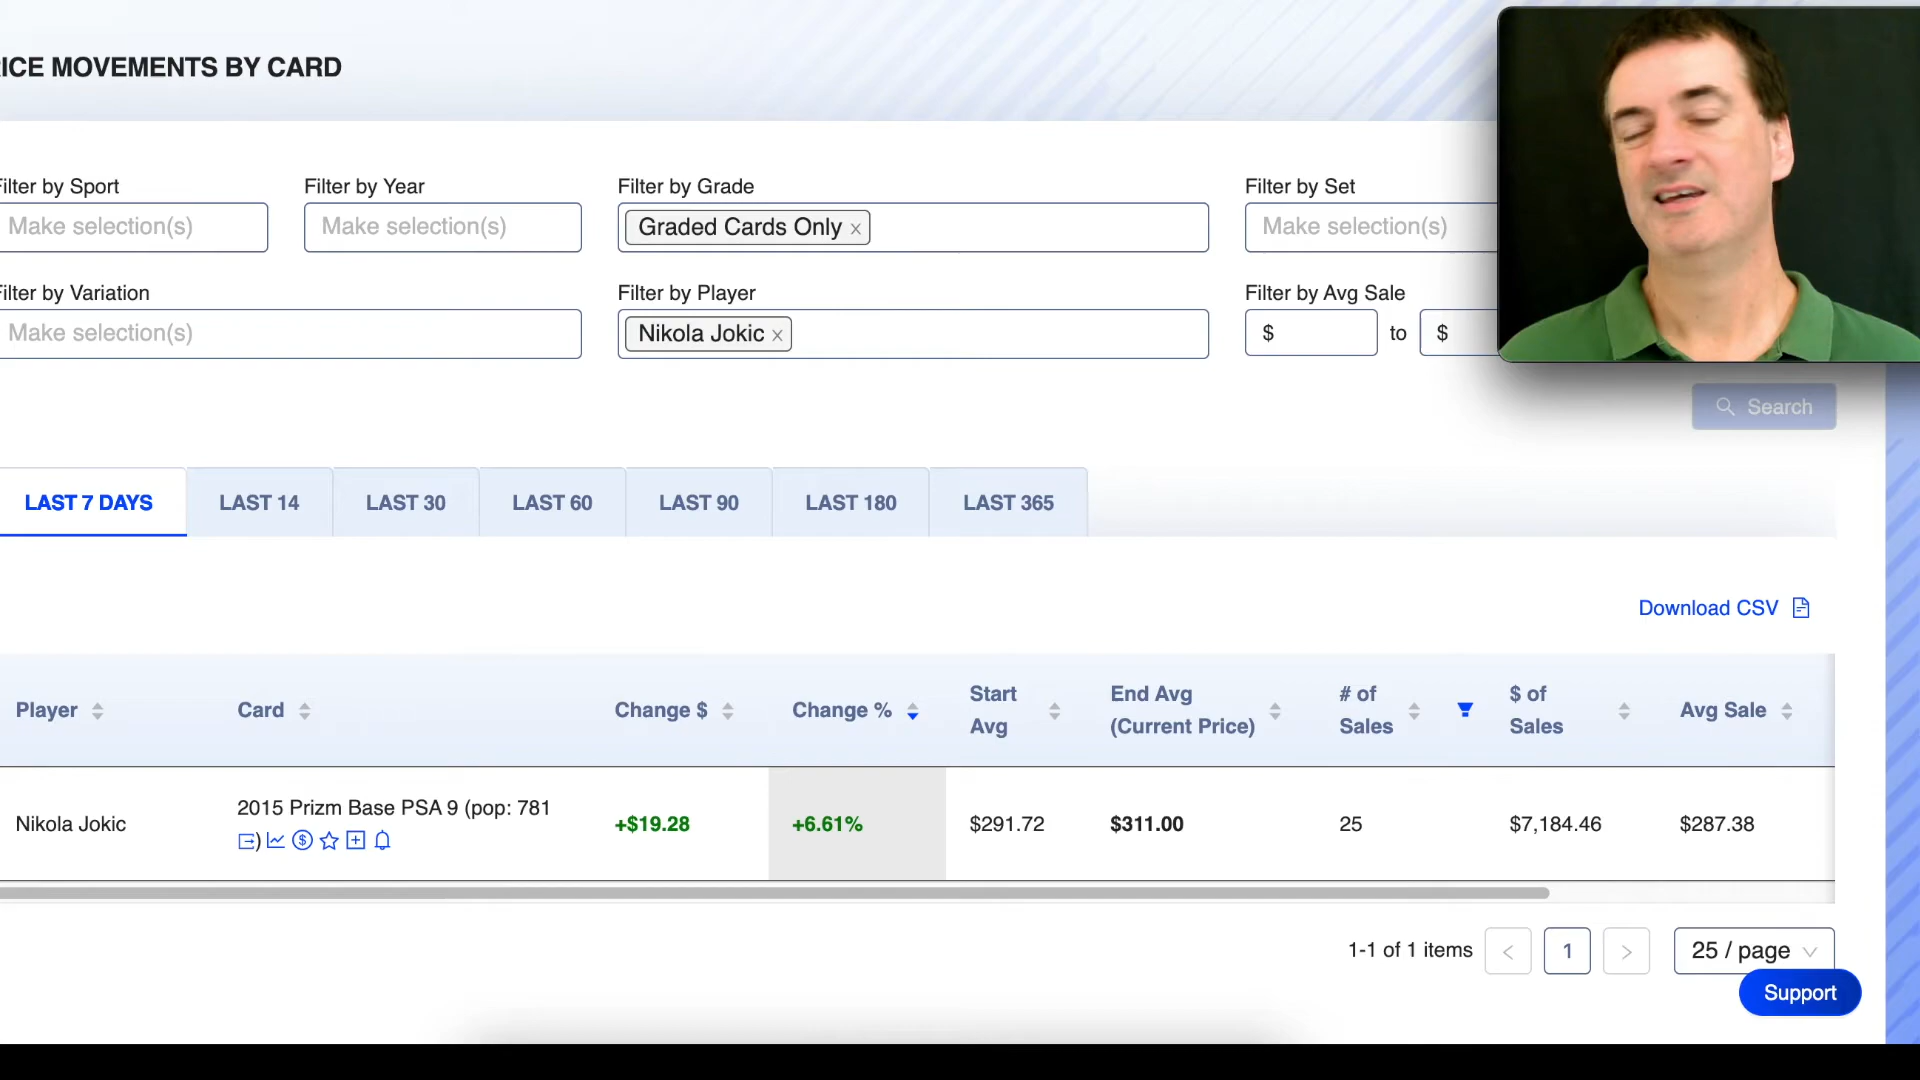 ICE MOVEMENTS BY CARD
Filter by Sport
Filter by Year
Filter by Grade
Filter by Set
Make selection(s)
Make selection(s)
Graded Cards Only ×
Make selection(s)
Filter by Variation
Filter by Player
Filter by Avg Sale
Make selection(s)
Nikola Jokic ×
$ to $
Search
LAST 7 DAYS
LAST 14
LAST 30
LAST 60
LAST 90
LAST 180
LAST 365
Download CSV
Player
Card
Change $
Change %
Start Avg
End Avg (Current Price)
# of Sales
$ of Sales
Avg Sale
Nikola Jokic
2015 Prizm Base PSA 9 (pop: 781
)
+$19.28
+6.61%
$291.72
$311.00
25
$7,184.46
$287.38
1-1 of 1 items < 1 > 25 / page
Support